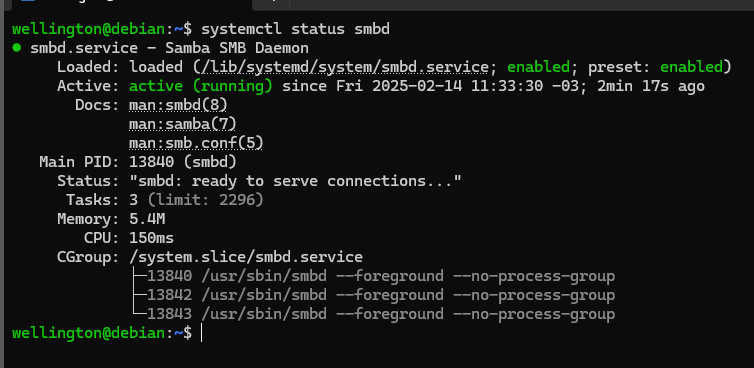 wellington@debian:~$ systemctl status smbd
● smbd.service - Samba SMB Daemon
Loaded: loaded (/lib/systemd/system/smbd.service; enabled; preset: enabled)
Active: active (running) since Fri 2025-02-14 11:33:30 -03; 2min 17s ago
Docs: man:smbd(8)
man:samba(7)
man:smb.conf(5)
Main PID: 13840 (smbd)
Status: "smbd: ready to serve connections..."
Tasks: 3 (limit: 2296)
Memory: 5.4M
CPU: 150ms
CGroup: /system.slice/smbd.service
├─13840 /usr/sbin/smbd --foreground --no-process-group
├─13842 /usr/sbin/smbd --foreground --no-process-group
└─13843 /usr/sbin/smbd --foreground --no-process-group
wellington@debian:~$